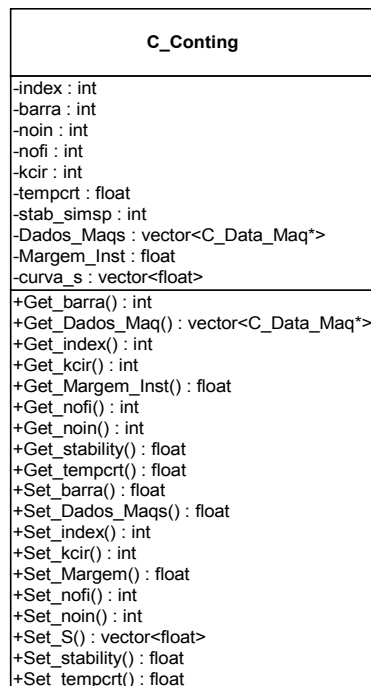 C_Conting
-index : int
-barra : int
-noin : int
-nofi : int
-kcir : int
-tempcrt : float
-stab_simsp : int
-Dados_Maqs : vector<C_Data_Maq*>
-Margem_Inst : float
-curva_s : vector<float>
+Get_barra() : int
+Get_Dados_Maq() : vector<C_Data_Maq*>
+Get_index() : int
+Get_kcir() : int
+Get_Margem_Inst() : float
+Get_nofi() : int
+Get_noin() : int
+Get_stability() : float
+Get_tempcrt() : float
+Set_barra() : float
+Set_Dados_Maqs() : float
+Set_index() : int
+Set_kcir() : int
+Set_Margem() : float
+Set_nofi() : int
+Set_noin() : int
+Set_S() : vector<float>
+Set_stability() : float
+Set_tempcrt() : float